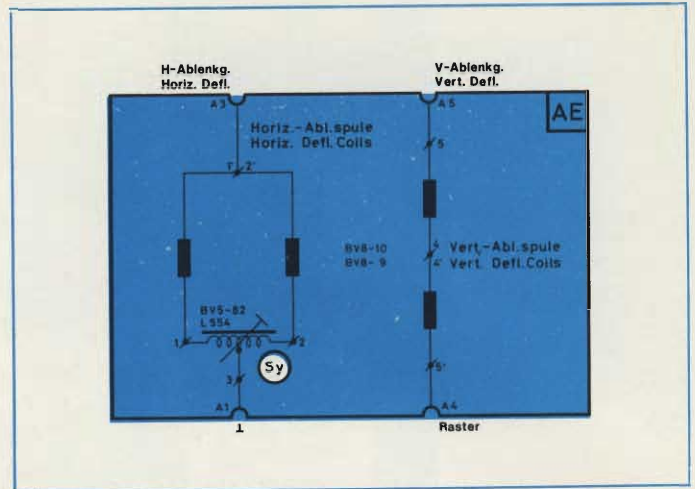 H-Ablenkg.
Horiz. Defl.
V-Ablenkg.
Vert. Defl.
A3
A5
AE
Horiz.-Abl.spule
Horiz. Defl.Coils
5
1' 2'
BV8-10
BV8-9
4
4'
Vert.-Abl.spule
Vert. Defl.Coils
BV5-82
L554
1
2
Sy
3
5'
A1
A4
⊥
Raster